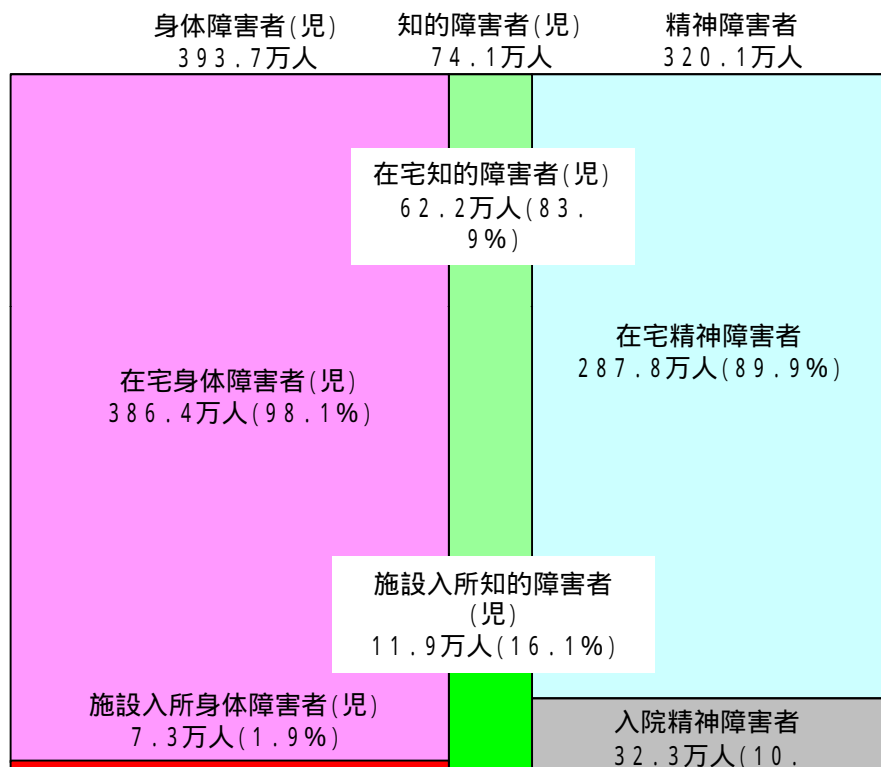 身体障害者(児)
393.7万人
知的障害者(児)
74.1万人
精神障害者
320.1万人
在宅知的障害者(児)
62.2万人(83.
9%)
在宅精神障害者
287.8万人(89.9%)
在宅身体障害者(児)
386.4万人(98.1%)
施設入所知的障害者
(児)
11.9万人(16.1%)
施設入所身体障害者(児)
7.3万人(1.9%)
入院精神障害者
32.3万人(10.